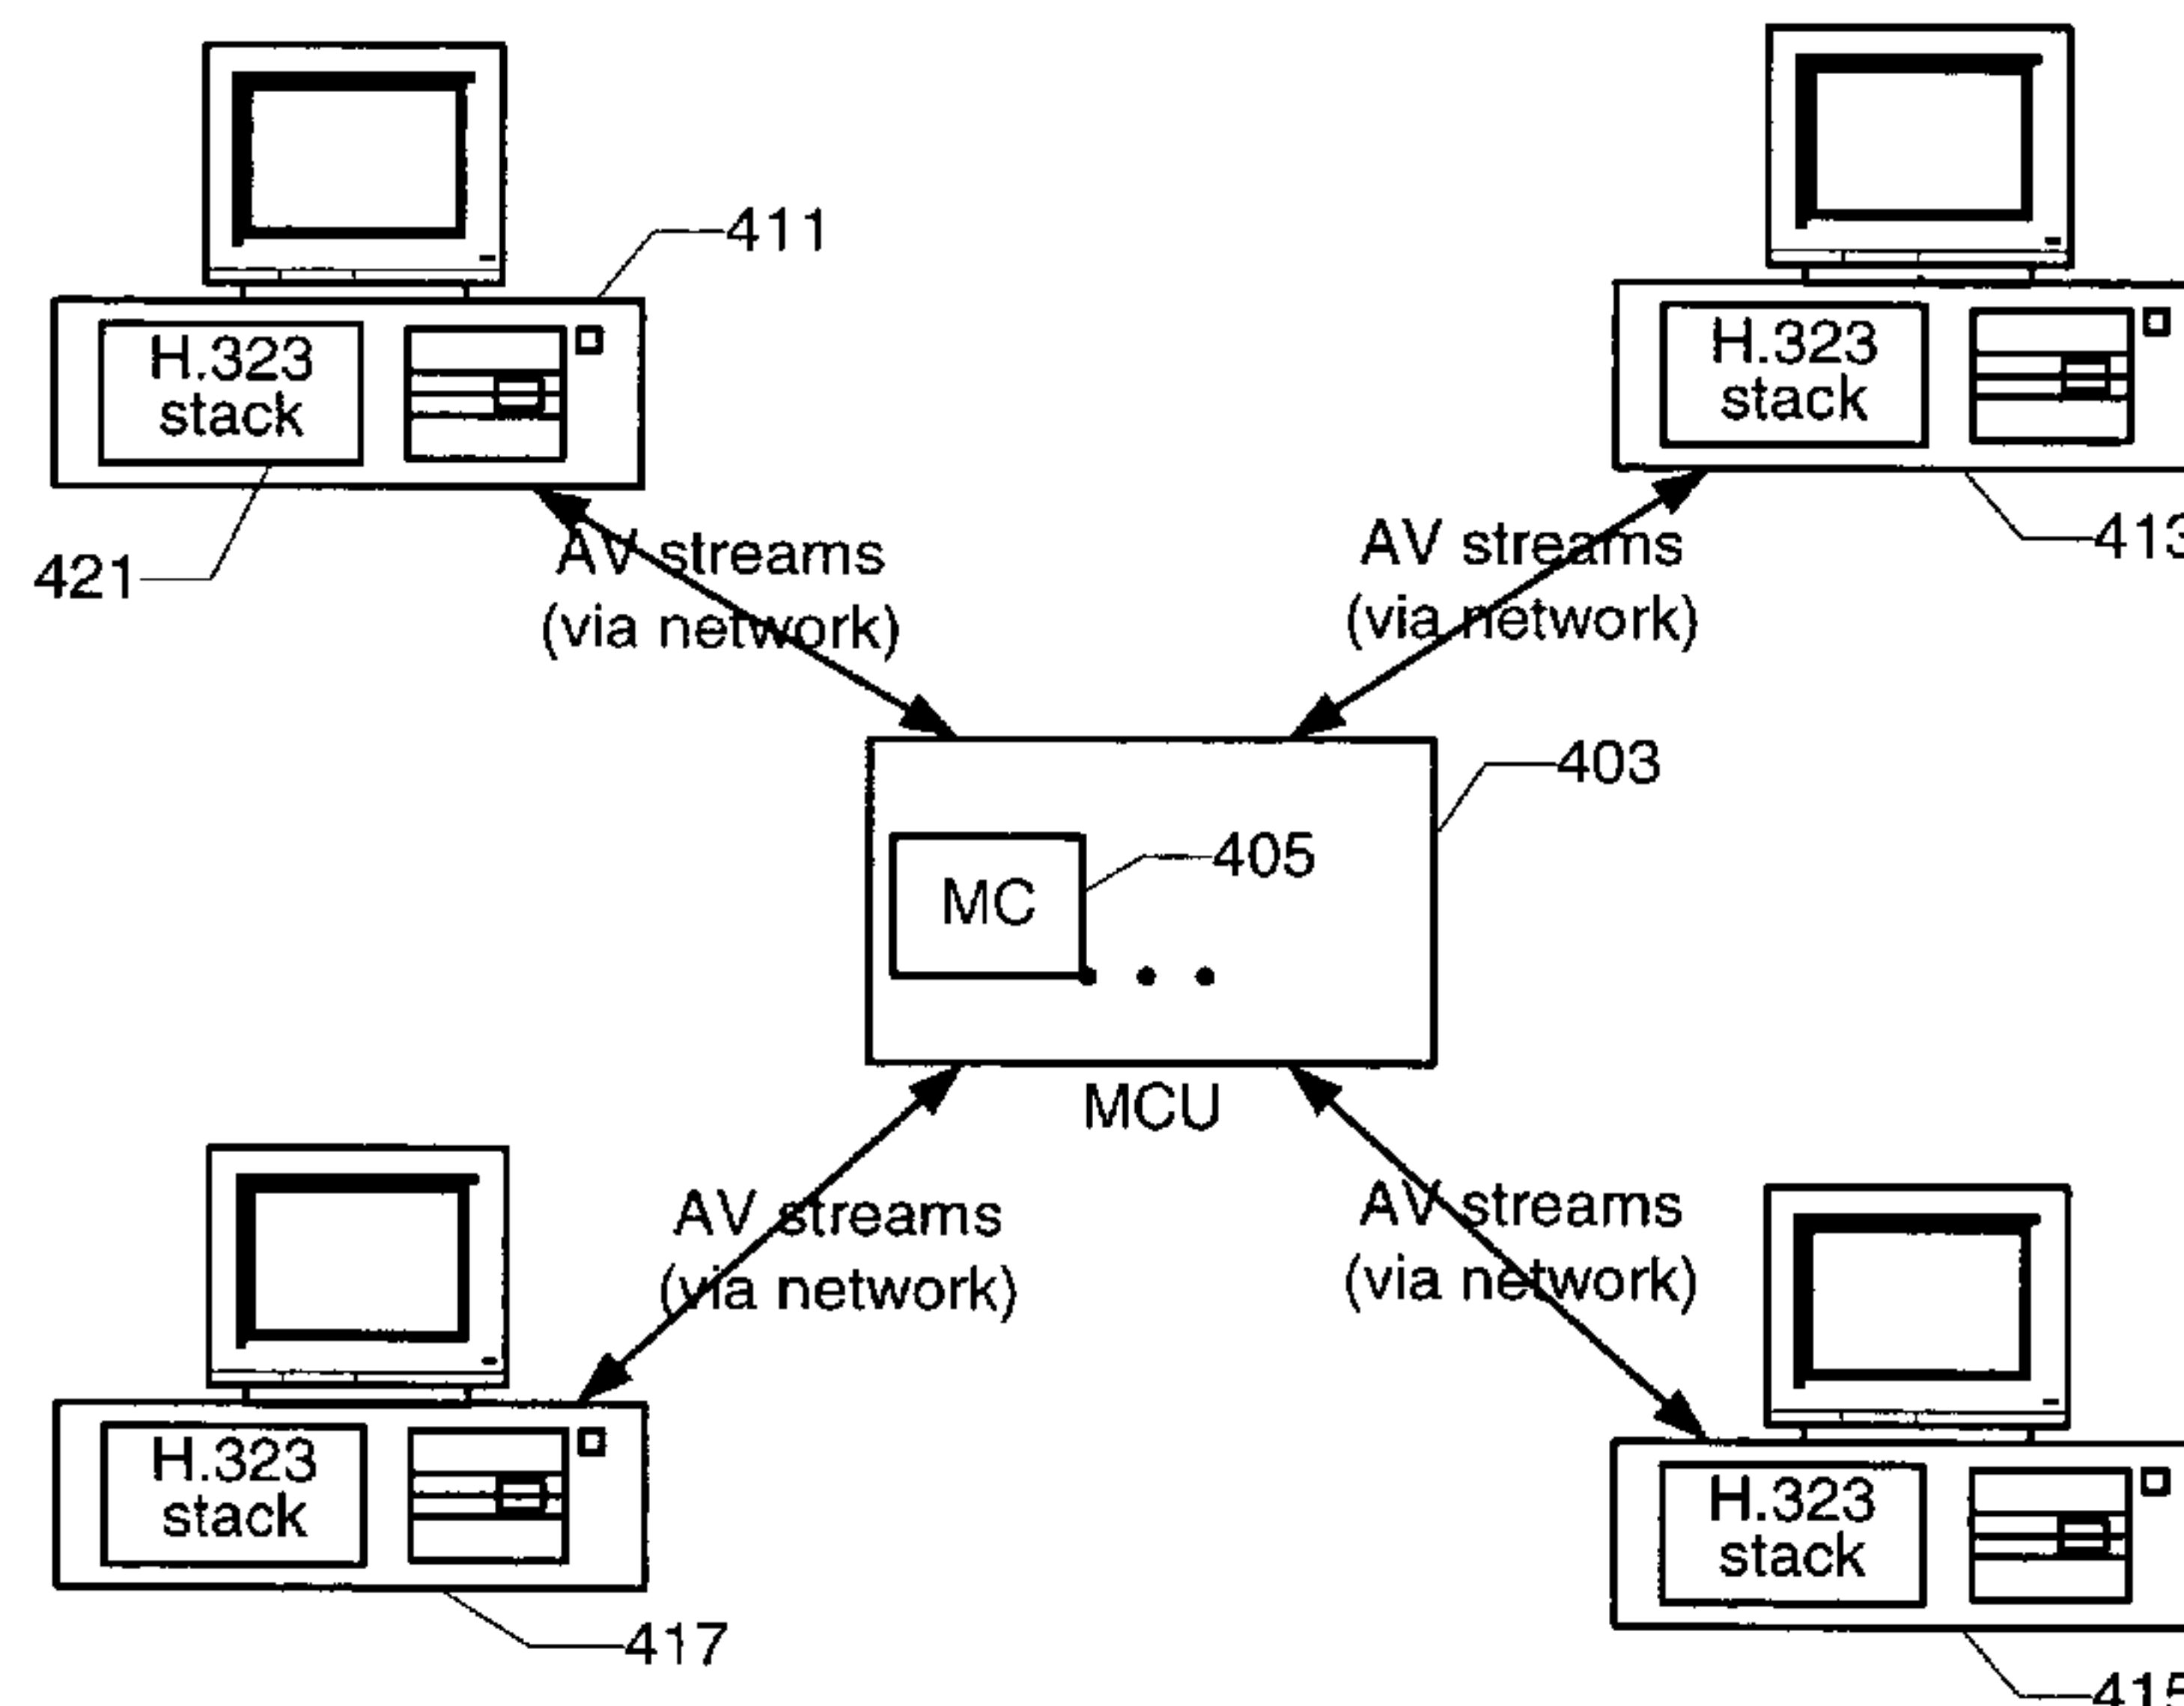 411
H.323
stack
H.323
stack
413
421
AV streams
(via network)
AV streams
(via network)
403
405
MC
MCU
AV streams
(via network)
AV streams
(via network)
H.323
stack
H.323
stack
417